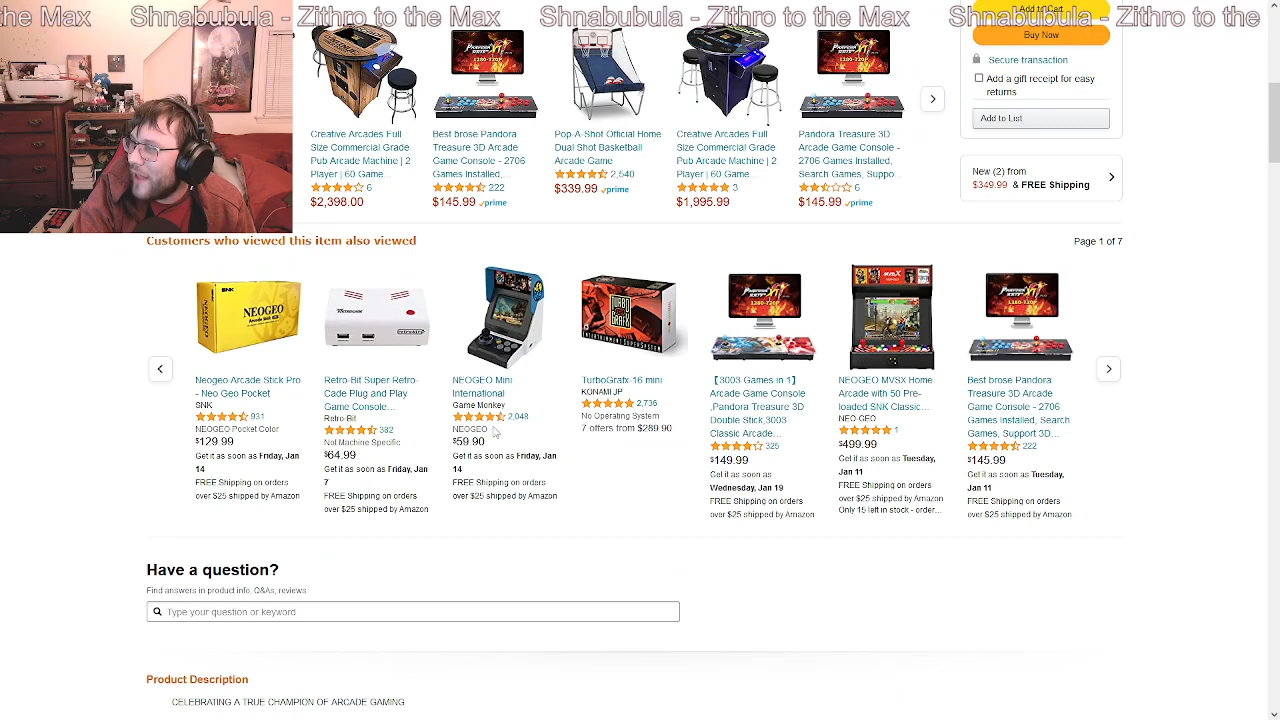 the Max    Shnabubula - Zithro to the Max    Shnabubula - Zithro to the Max    Shnabubula - Zithro to the
Add to Cart
Buy Now
Secure transaction
Add a gift receipt for easy
returns
Add to List
New (2) from
$349.99 & FREE Shipping
Creative Arcades Full
Size Commercial Grade
Pub Arcade Machine | 2
Player | 60 Game...
6
$2,398.00
Best brose Pandora
Treasure 3D Arcade
Game Console - 2706
Games Installed,...
222
$145.99 prime
Pop-A-Shot Official Home
Dual Shot Basketball
Arcade Game
2,540
$339.99 prime
Creative Arcades Full
Size Commercial Grade
Pub Arcade Machine | 2
Player | 60 Game...
3
$1,995.99
Pandora Treasure 3D
Arcade Game Console -
2706 Games Installed,
Search Games, Suppo...
6
$145.99 prime
Customers who viewed this item also viewed
Page 1 of 7
SNK
NEOGEO
Neogeo Arcade Stick Pro
- Neo Geo Pocket
SNK
931
NEOGEO Pocket Color
$129.99
Get it as soon as Friday, Jan
14
FREE Shipping on orders
over $25 shipped by Amazon
Retro-Bit Super Retro-
Cade Plug and Play
Game Console...
Retro-Bit
382
Not Machine Specific
$64.99
Get it as soon as Friday, Jan
7
FREE Shipping on orders
over $25 shipped by Amazon
NEOGEO Mini
International
Game Monkey
2,048
NEOGEO
$59.90
Get it as soon as Friday, Jan
14
FREE Shipping on orders
over $25 shipped by Amazon
TURBO
GRAFX
ENTERTAINMENT SUPERSYSTEM
TurboGrafx-16 mini
KONAMI JP
2,736
No Operating System
7 offers from $289.90
【3003 Games in 1】
Arcade Game Console
,Pandora Treasure 3D
Double Stick,3003
Classic Arcade...
325
$149.99
Get it as soon as
Wednesday, Jan 19
FREE Shipping on orders
over $25 shipped by Amazon
MVSX
NEOGEO MVSX Home
Arcade with 50 Pre-
loaded SNK Classic...
NEO-GEO
1
$499.99
Get it as soon as Tuesday,
Jan 11
FREE Shipping on orders
over $25 shipped by Amazon
Only 15 left in stock - order...
Best brose Pandora
Treasure 3D Arcade
Game Console - 2706
Games Installed, Search
Games, Support 3D...
222
$145.99
Get it as soon as Tuesday,
Jan 11
FREE Shipping on orders
over $25 shipped by Amazon
Have a question?
Find answers in product info, Q&As, reviews
Type your question or keyword
Product Description
CELEBRATING A TRUE CHAMPION OF ARCADE GAMING